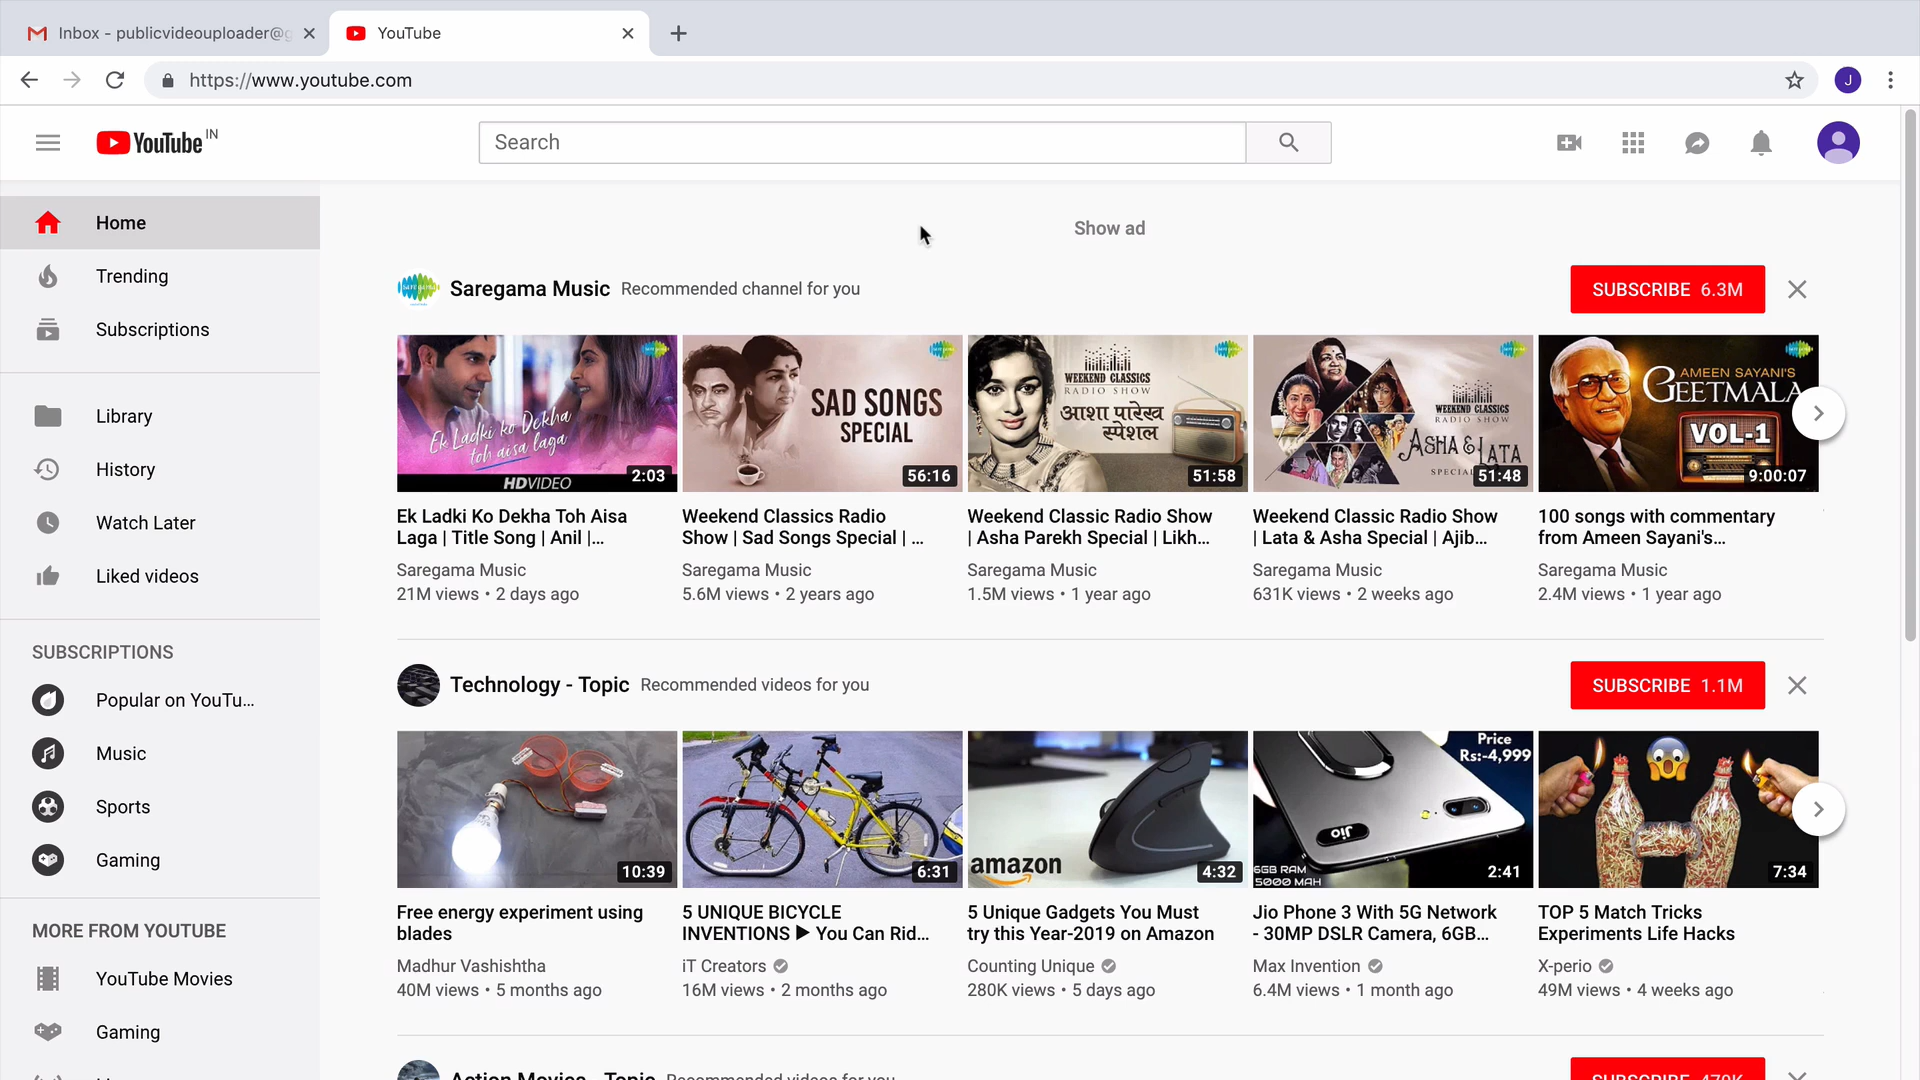 Inbox - publicvideouploader@g
YouTube
https://www.youtube.com
J
YouTube IN
Search
Home
Trending
Subscriptions
Library
History
Watch Later
Liked videos
SUBSCRIPTIONS
Popular on YouTu...
Music
Sports
Gaming
MORE FROM YOUTUBE
YouTube Movies
Gaming
Show ad
Saregama Music Recommended channel for you
SUBSCRIBE 6.3M
Ek Ladki ko Dekha
toh aisa laga
HDVIDEO
2:03
SAD SONGS
SPECIAL
56:16
WEEKEND CLASSICS
RADIO SHOW
आशा पारेख
स्पेशल
51:58
WEEKEND CLASSICS
RADIO SHOW
ASHA & LATA
SPECIAL
51:48
AMEEN SAYANI'S
GEETMALA
VOL-1
9:00:07
Ek Ladki Ko Dekha Toh Aisa
Laga | Title Song | Anil |...
Saregama Music
21M views • 2 days ago
Weekend Classics Radio
Show | Sad Songs Special | ...
Saregama Music
5.6M views • 2 years ago
Weekend Classic Radio Show
| Asha Parekh Special | Likh...
Saregama Music
1.5M views • 1 year ago
Weekend Classic Radio Show
| Lata & Asha Special | Ajib...
Saregama Music
631K views • 2 weeks ago
100 songs with commentary
from Ameen Sayani's...
Saregama Music
2.4M views • 1 year ago
Technology - Topic Recommended videos for you
SUBSCRIBE 1.1M
10:39
6:31
amazon
4:32
Price
Rs:-4,999
Jio
6GB RAM
5000 MAH
2:41
7:34
Free energy experiment using
blades
Madhur Vashishtha
40M views • 5 months ago
5 UNIQUE BICYCLE
INVENTIONS ▶ You Can Rid...
iT Creators
16M views • 2 months ago
5 Unique Gadgets You Must
try this Year-2019 on Amazon
Counting Unique
280K views • 5 days ago
Jio Phone 3 With 5G Network
- 30MP DSLR Camera, 6GB...
Max Invention
6.4M views • 1 month ago
TOP 5 Match Tricks
Experiments Life Hacks
X-perio
49M views • 4 weeks ago
Action Movies - Topic Recommended videos for you
SUBSCRIBE 479K